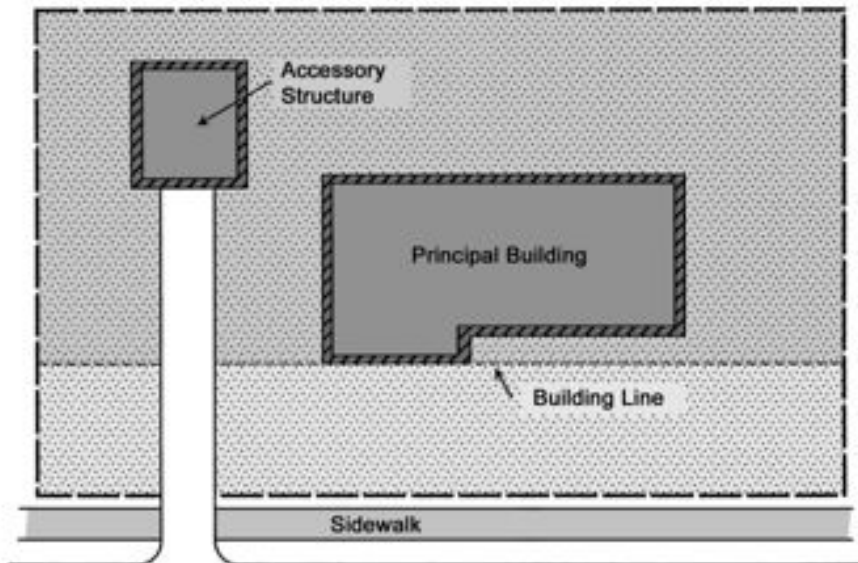 Accessory
Structure
Principal Building
Building Line
Sidewalk